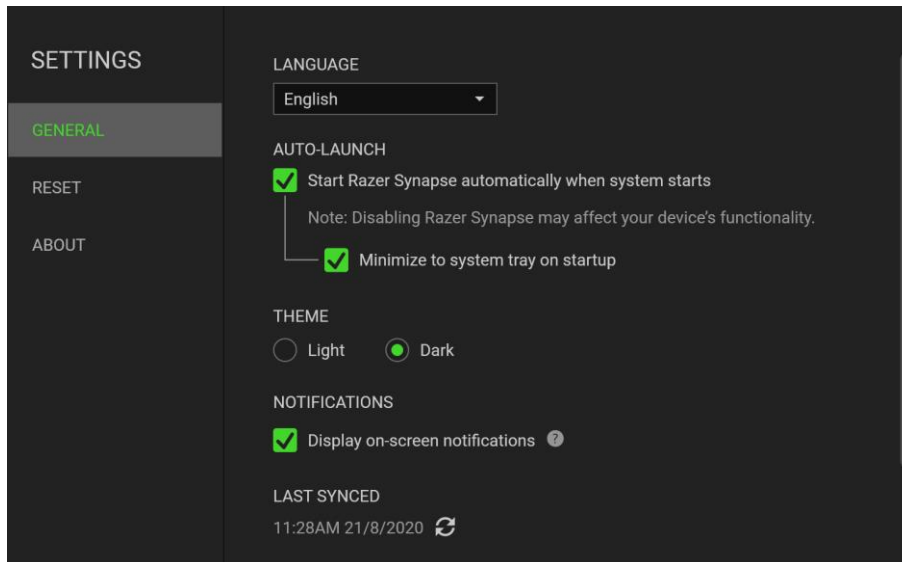 SETTINGS
GENERAL
RESET
ABOUT
LANGUAGE
English
AUTO-LAUNCH
Start Razer Synapse automatically when system starts
Note: Disabling Razer Synapse may affect your device's functionality.
Minimize to system tray on startup
THEME
Light Dark
NOTIFICATIONS
Display on-screen notifications ?
LAST SYNCED
11:28AM 21/8/2020